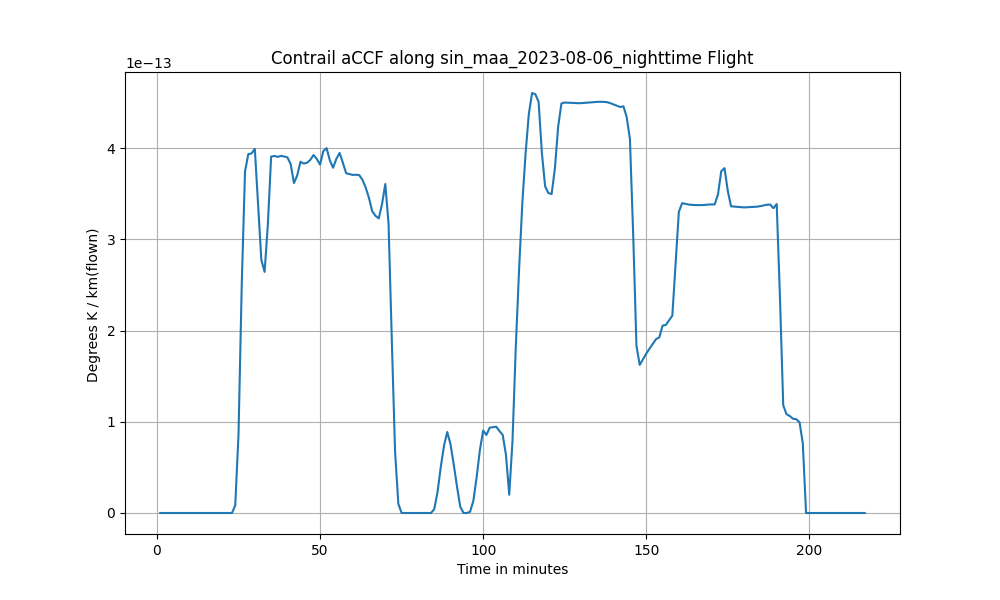 Contrail aCCF along sin_maa_2023-08-06_nighttime Flight
1e−13
4
3
2
1
0
Degrees K / km(flown)
0 50 100 150 200
Time in minutes